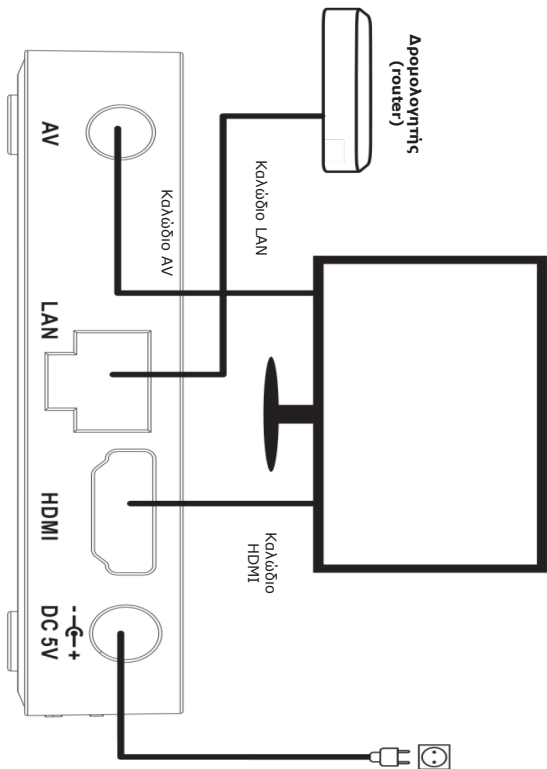 Δρομολογητής
(router)
Καλώδιο LAN
Καλώδιο AV
Καλώδιο
HDMI
AV
LAN
HDMI
DC 5V
- +